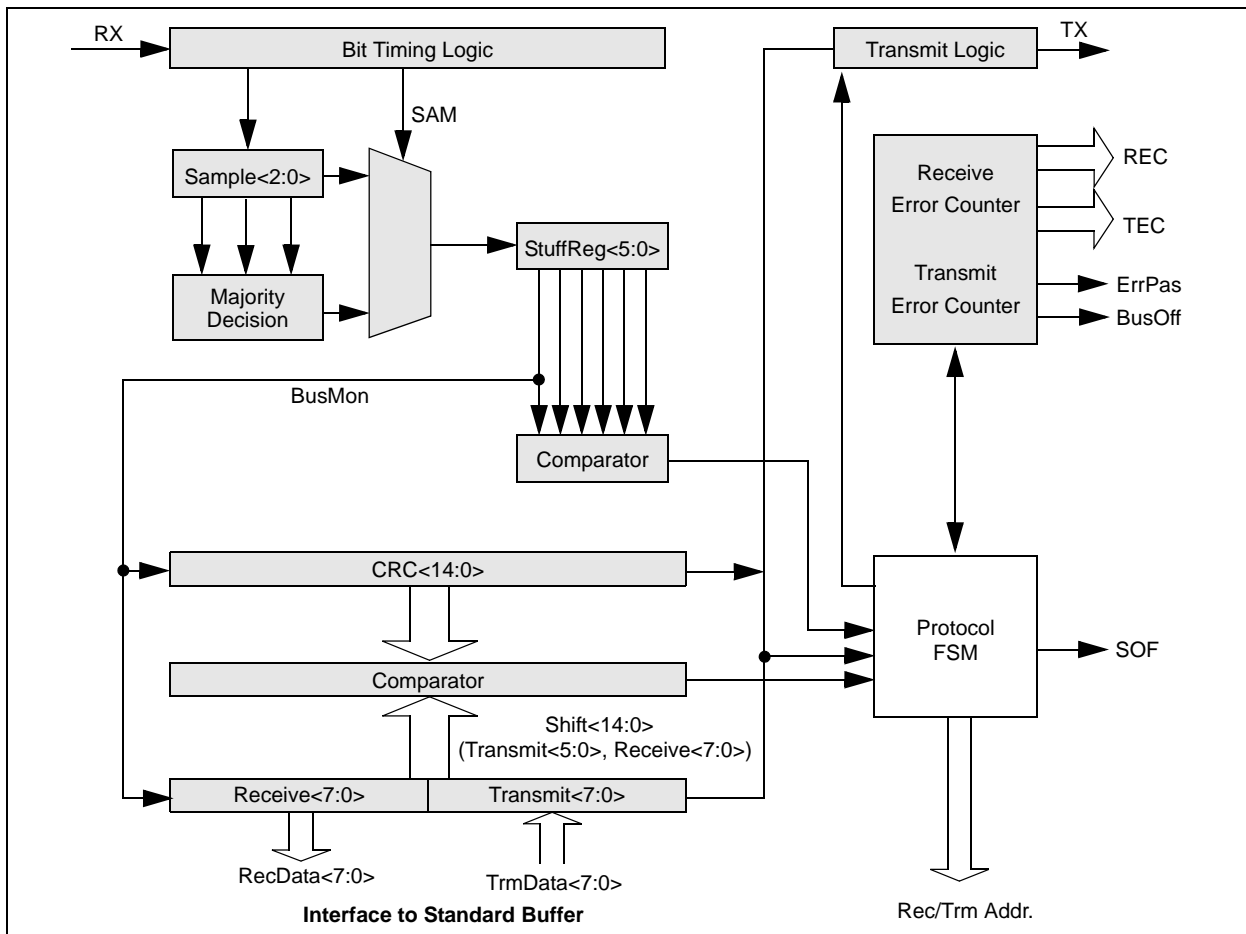 RX
Bit Timing Logic
Transmit Logic
TX
SAM
Sample<2:0>
Receive
Error Counter
REC
TEC
StuffReg<5:0>
Majority
Decision
Transmit
Error Counter
ErrPas
BusOff
BusMon
Comparator
CRC<14:0>
Protocol
FSM
SOF
Comparator
Shift<14:0>
(Transmit<5:0>, Receive<7:0>)
Receive<7:0>
Transmit<7:0>
RecData<7:0>
TrmData<7:0>
Interface to Standard Buffer
Rec/Trm Addr.